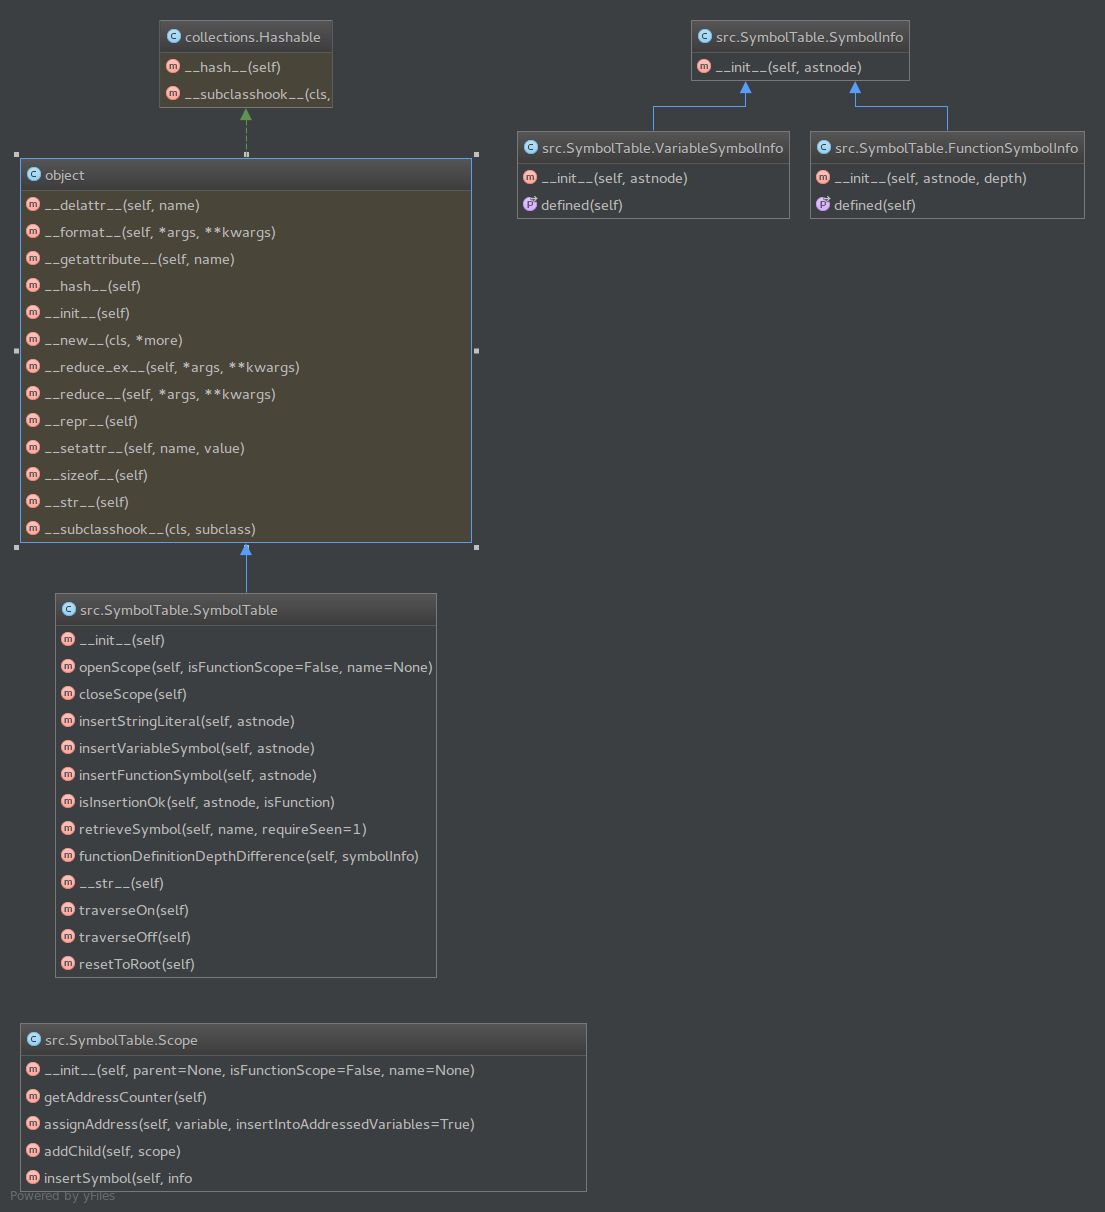 collections.Hashable
__hash__(self)
__subclasshook__(cls,
object
__delattr__(self, name)
__format__(self, *args, **kwargs)
__getattribute__(self, name)
__hash__(self)
__init__(self)
__new__(cls, *more)
__reduce_ex__(self, *args, **kwargs)
__reduce__(self, *args, **kwargs)
__repr__(self)
__setattr__(self, name, value)
__sizeof__(self)
__str__(self)
__subclasshook__(cls, subclass)
src.SymbolTable.SymbolTable
__init__(self)
openScope(self, isFunctionScope=False, name=None)
closeScope(self)
insertStringLiteral(self, astnode)
insertVariableSymbol(self, astnode)
insertFunctionSymbol(self, astnode)
isInsertionOk(self, astnode, isFunction)
retrieveSymbol(self, name, requireSeen=1)
functionDefinitionDepthDifference(self, symbolInfo)
__str__(self)
traverseOn(self)
traverseOff(self)
resetToRoot(self)
src.SymbolTable.Scope
__init__(self, parent=None, isFunctionScope=False, name=None)
getAddressCounter(self)
assignAddress(self, variable, insertIntoAddressedVariables=True)
addChild(self, scope)
insertSymbol(self, info
Powered by yFiles
src.SymbolTable.SymbolInfo
__init__(self, astnode)
src.SymbolTable.VariableSymbolInfo
__init__(self, astnode)
defined(self)
src.SymbolTable.FunctionSymbolInfo
__init__(self, astnode, depth)
defined(self)